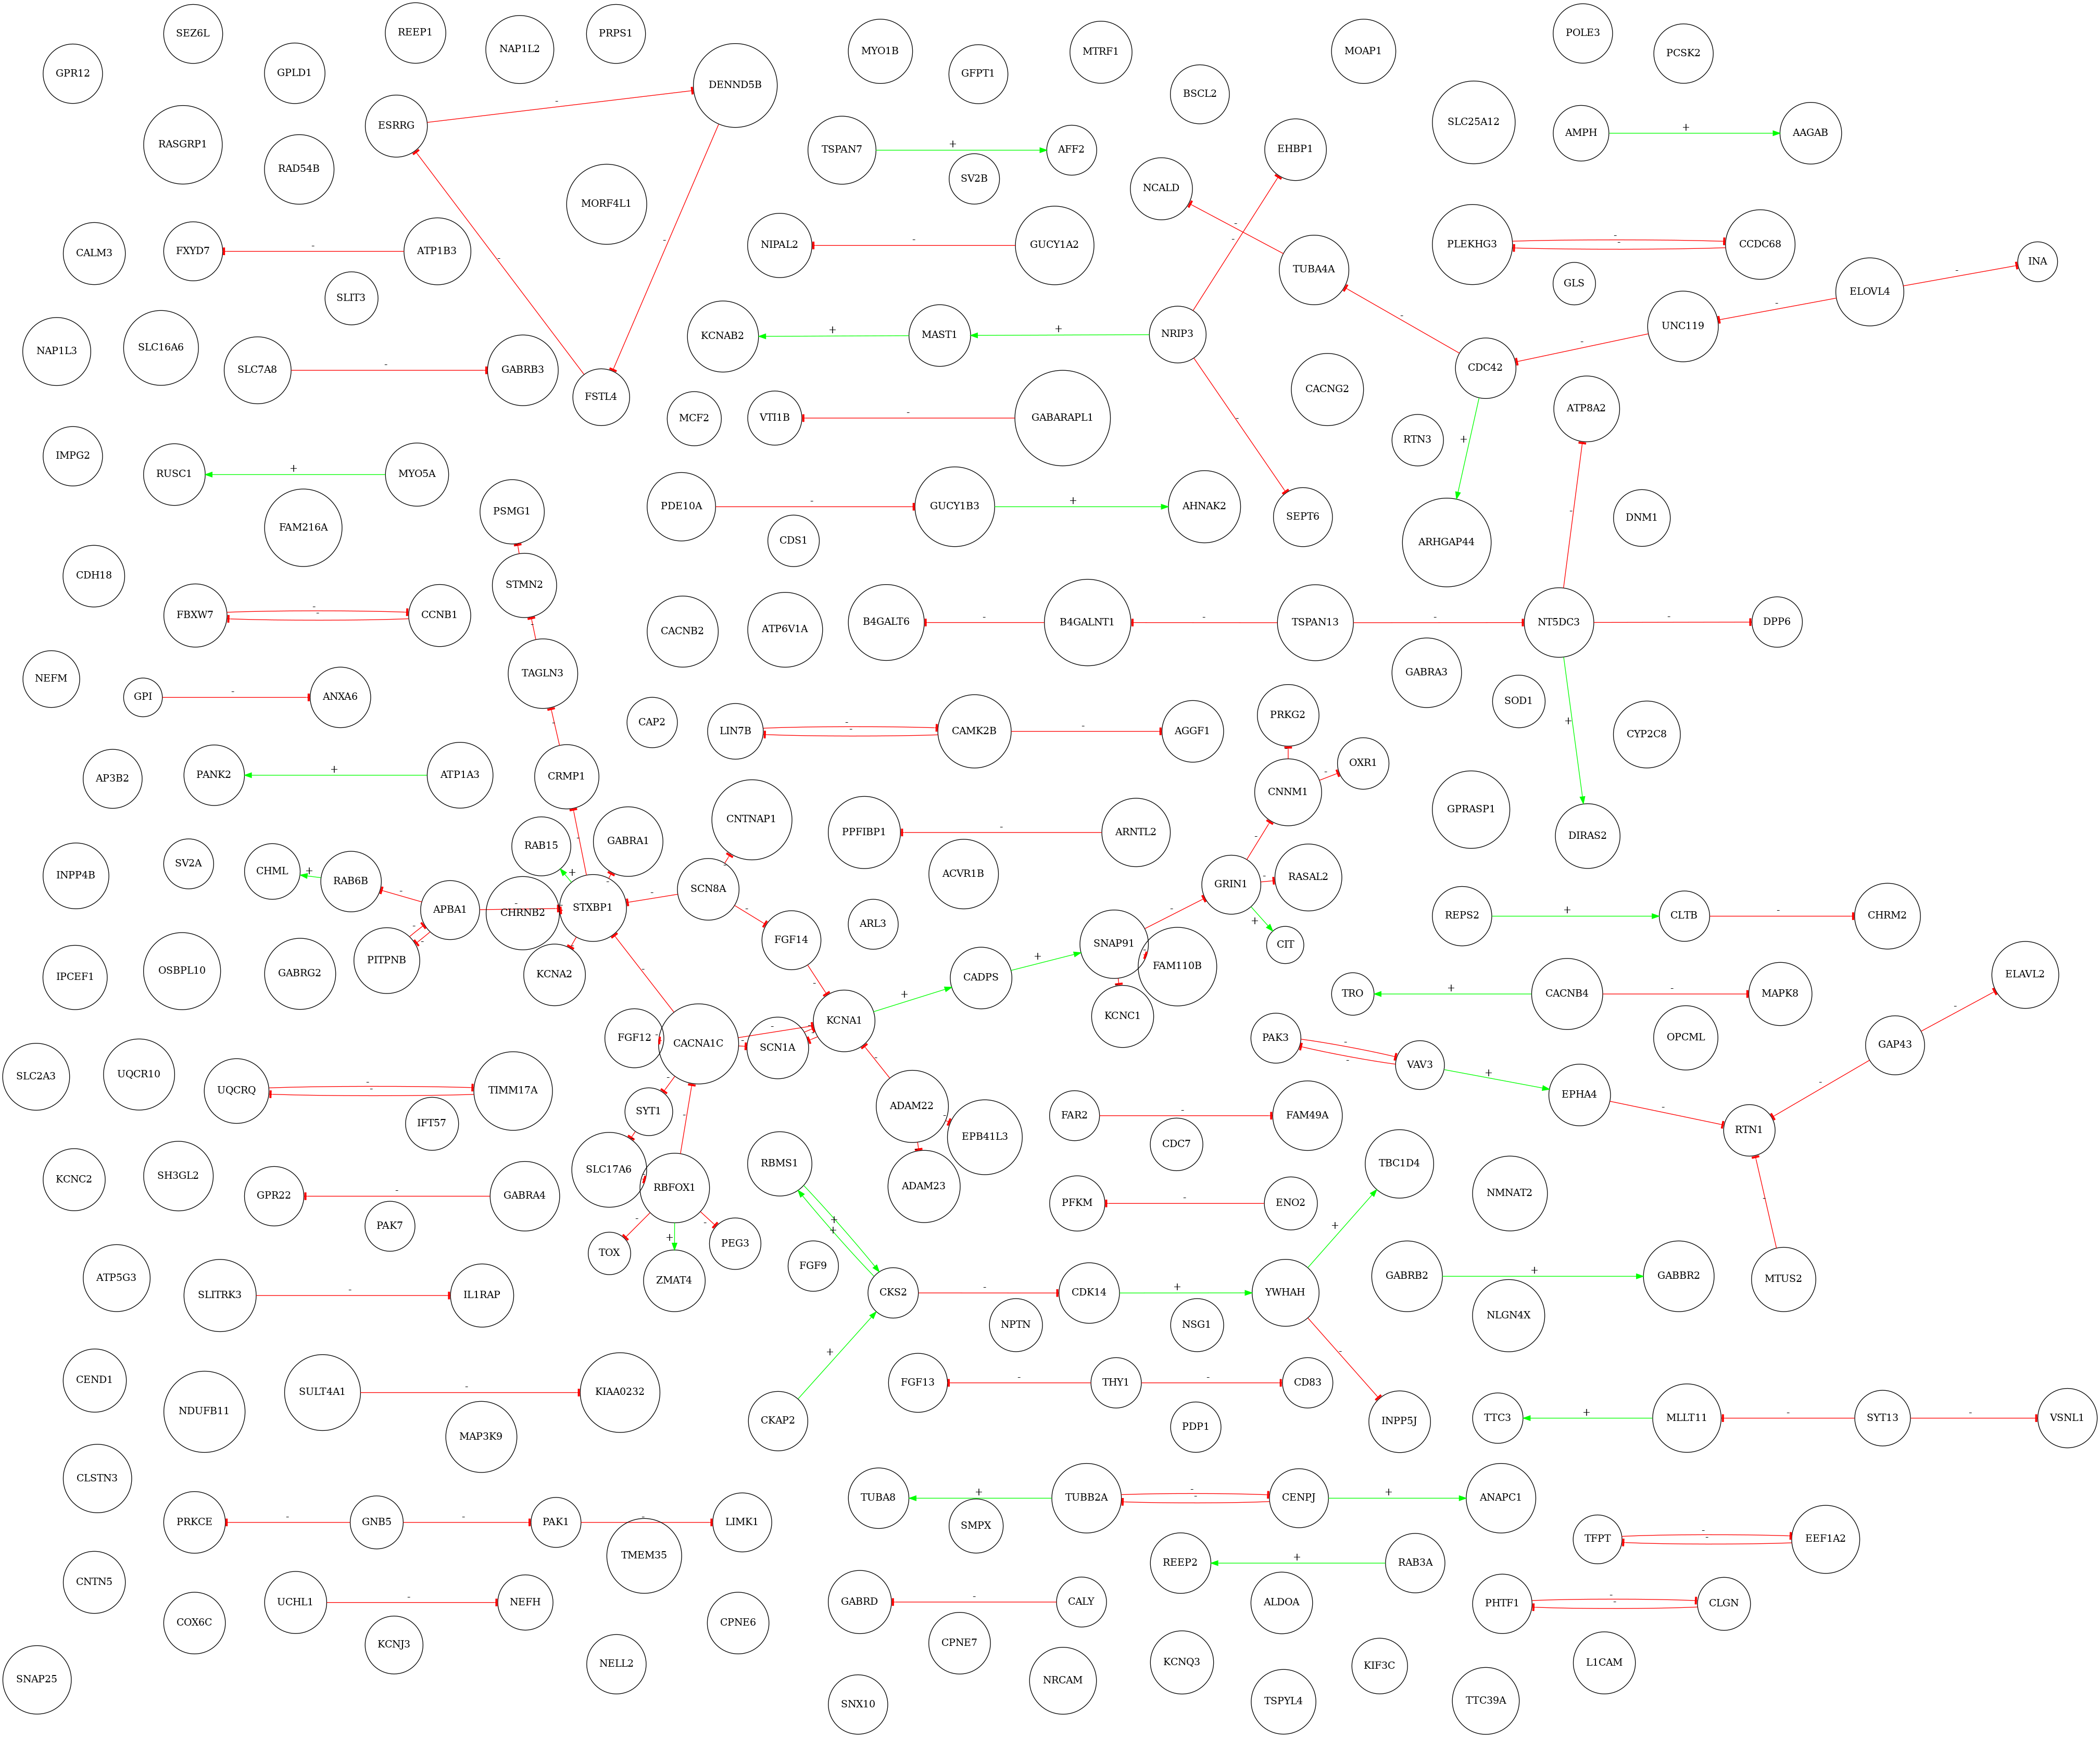 SEZ6L
REEP1
NAP1L2
PRPS1
MYO1B
GFPT1
MTRF1
MOAP1
POLE3
PCSK2
GPR12
GPLD1
DENND5B
BSCL2
ESRRG
-
RASGRP1
RAD54B
MORF4L1
TSPAN7
+
AFF2
SV2B
EHBP1
NCALD
SLC25A12
AMPH
+
AAGAB
CALM3
FXYD7
-
ATP1B3
SLIT3
-
-
NIPAL2
-
GUCY1A2
-
-
TUBA4A
PLEKHG3
-
-
CCDC68
GLS
ELOVL4
-
INA
NAP1L3
SLC16A6
SLC7A8
-
GABRB3
FSTL4
KCNAB2
+
MAST1
+
NRIP3
-
CDC42
-
UNC119
-
CACNG2
MCF2
VTI1B
-
GABARAPL1
-
RTN3
+
ATP8A2
IMPG2
RUSC1
+
MYO5A
FAM216A
PSMG1
PDE10A
-
GUCY1B3
+
AHNAK2
SEPT6
CDS1
ARHGAP44
-
DNM1
CDH18
FBXW7
-
-
CCNB1
STMN2
-
CACNB2
ATP6V1A
B4GALT6
-
B4GALNT1
-
TSPAN13
-
NT5DC3
-
DPP6
NEFM
GPI
-
ANXA6
TAGLN3
-
CAP2
LIN7B
-
-
CAMK2B
-
AGGF1
PRKG2
GABRA3
SOD1
+
CYP2C8
AP3B2
PANK2
+
ATP1A3
CRMP1
-
CNNM1
-
OXR1
GPRASP1
DIRAS2
INPP4B
SV2A
CHML
+
RAB6B
-
APBA1
-
RAB15
+
GABRA1
-
CNTNAP1
SCN8A
-
-
PPFIBP1
-
ARNTL2
ACVR1B
GRIN1
-
-
RASAL2
+
CIT
CHRNB2
STXBP1
PITPNB
-
-
KCNA2
FGF14
-
ARL3
SNAP91
-
-
FAM110B
KCNC1
REPS2
+
CLTB
-
CHRM2
IPCEF1
OSBPL10
GABRG2
-
CADPS
+
+
KCNA1
TRO
+
CACNB4
-
MAPK8
OPCML
ELAVL2
-
GAP43
FGF12
-
CACNA1C
-
-
SCN1A
-
PAK3
-
-
VAV3
+
EPHA4
-
RTN1
-
SLC2A3
UQCR10
UQCRQ
-
-
TIMM17A
IFT57
SYT1
-
-
ADAM22
-
EPB41L3
ADAM23
FAR2
-
FAM49A
CDC7
KCNC2
SH3GL2
GPR22
-
GABRA4
PAK7
SLC17A6
RBFOX1
-
-
+
TOX
ZMAT4
PEG3
RBMS1
+
+
PFKM
-
ENO2
TBC1D4
+
NMNAT2
-
ATP5G3
SLITRK3
-
IL1RAP
FGF9
CKS2
-
CDK14
+
YWHAH
NPTN
NSG1
GABRB2
+
GABBR2
NLGN4X
MTUS2
CEND1
NDUFB11
SULT4A1
-
KIAA0232
MAP3K9
CKAP2
+
FGF13
-
THY1
-
CD83
PDP1
-
INPP5J
TTC3
+
MLLT11
-
SYT13
-
VSNL1
CLSTN3
PRKCE
-
GNB5
-
PAK1
-
LIMK1
TMEM35
TUBA8
+
TUBB2A
-
-
CENPJ
+
ANAPC1
SMPX
TFPT
-
-
EEF1A2
CNTN5
COX6C
UCHL1
-
NEFH
KCNJ3
CPNE6
GABRD
-
CALY
CPNE7
REEP2
+
RAB3A
ALDOA
PHTF1
-
-
CLGN
SNAP25
NELL2
SNX10
NRCAM
KCNQ3
TSPYL4
KIF3C
TTC39A
L1CAM